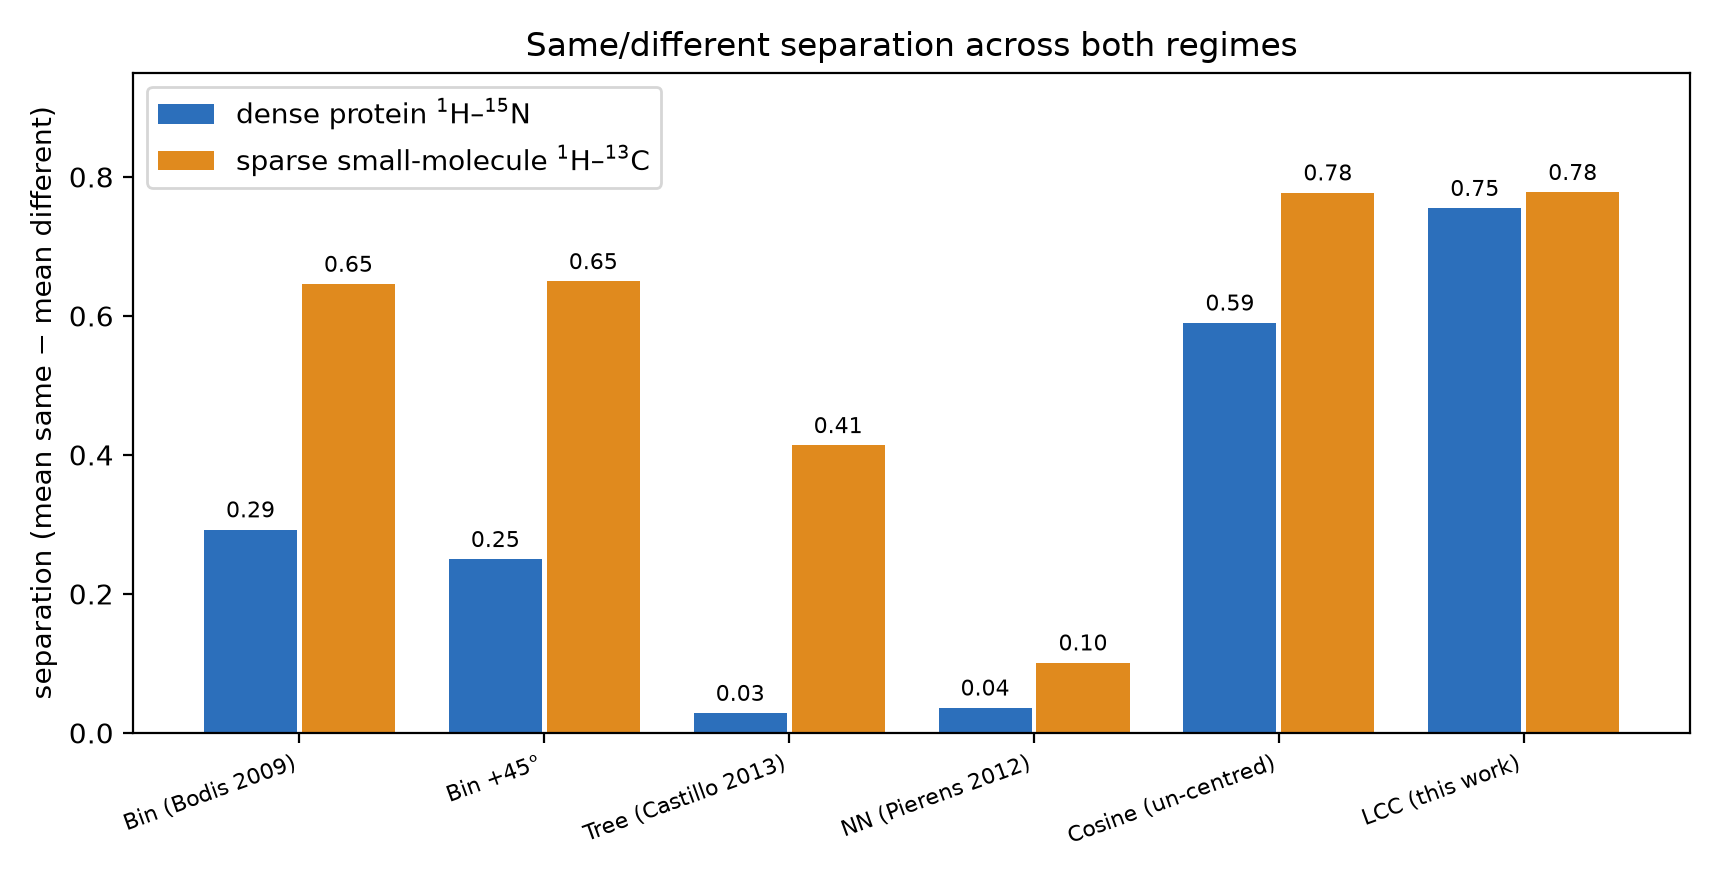 Same/different separation across both regimes
dense protein ¹H–¹⁵N
sparse small-molecule ¹H–¹³C
separation (mean same − mean different)
0.8
0.6
0.4
0.2
0.0
0.29
0.65
0.25
0.65
0.03
0.41
0.04
0.10
0.59
0.78
0.75
0.78
Bin (Bodis 2009)
Bin +45°
Tree (Castillo 2013)
NN (Pierens 2012)
Cosine (un-centred)
LCC (this work)